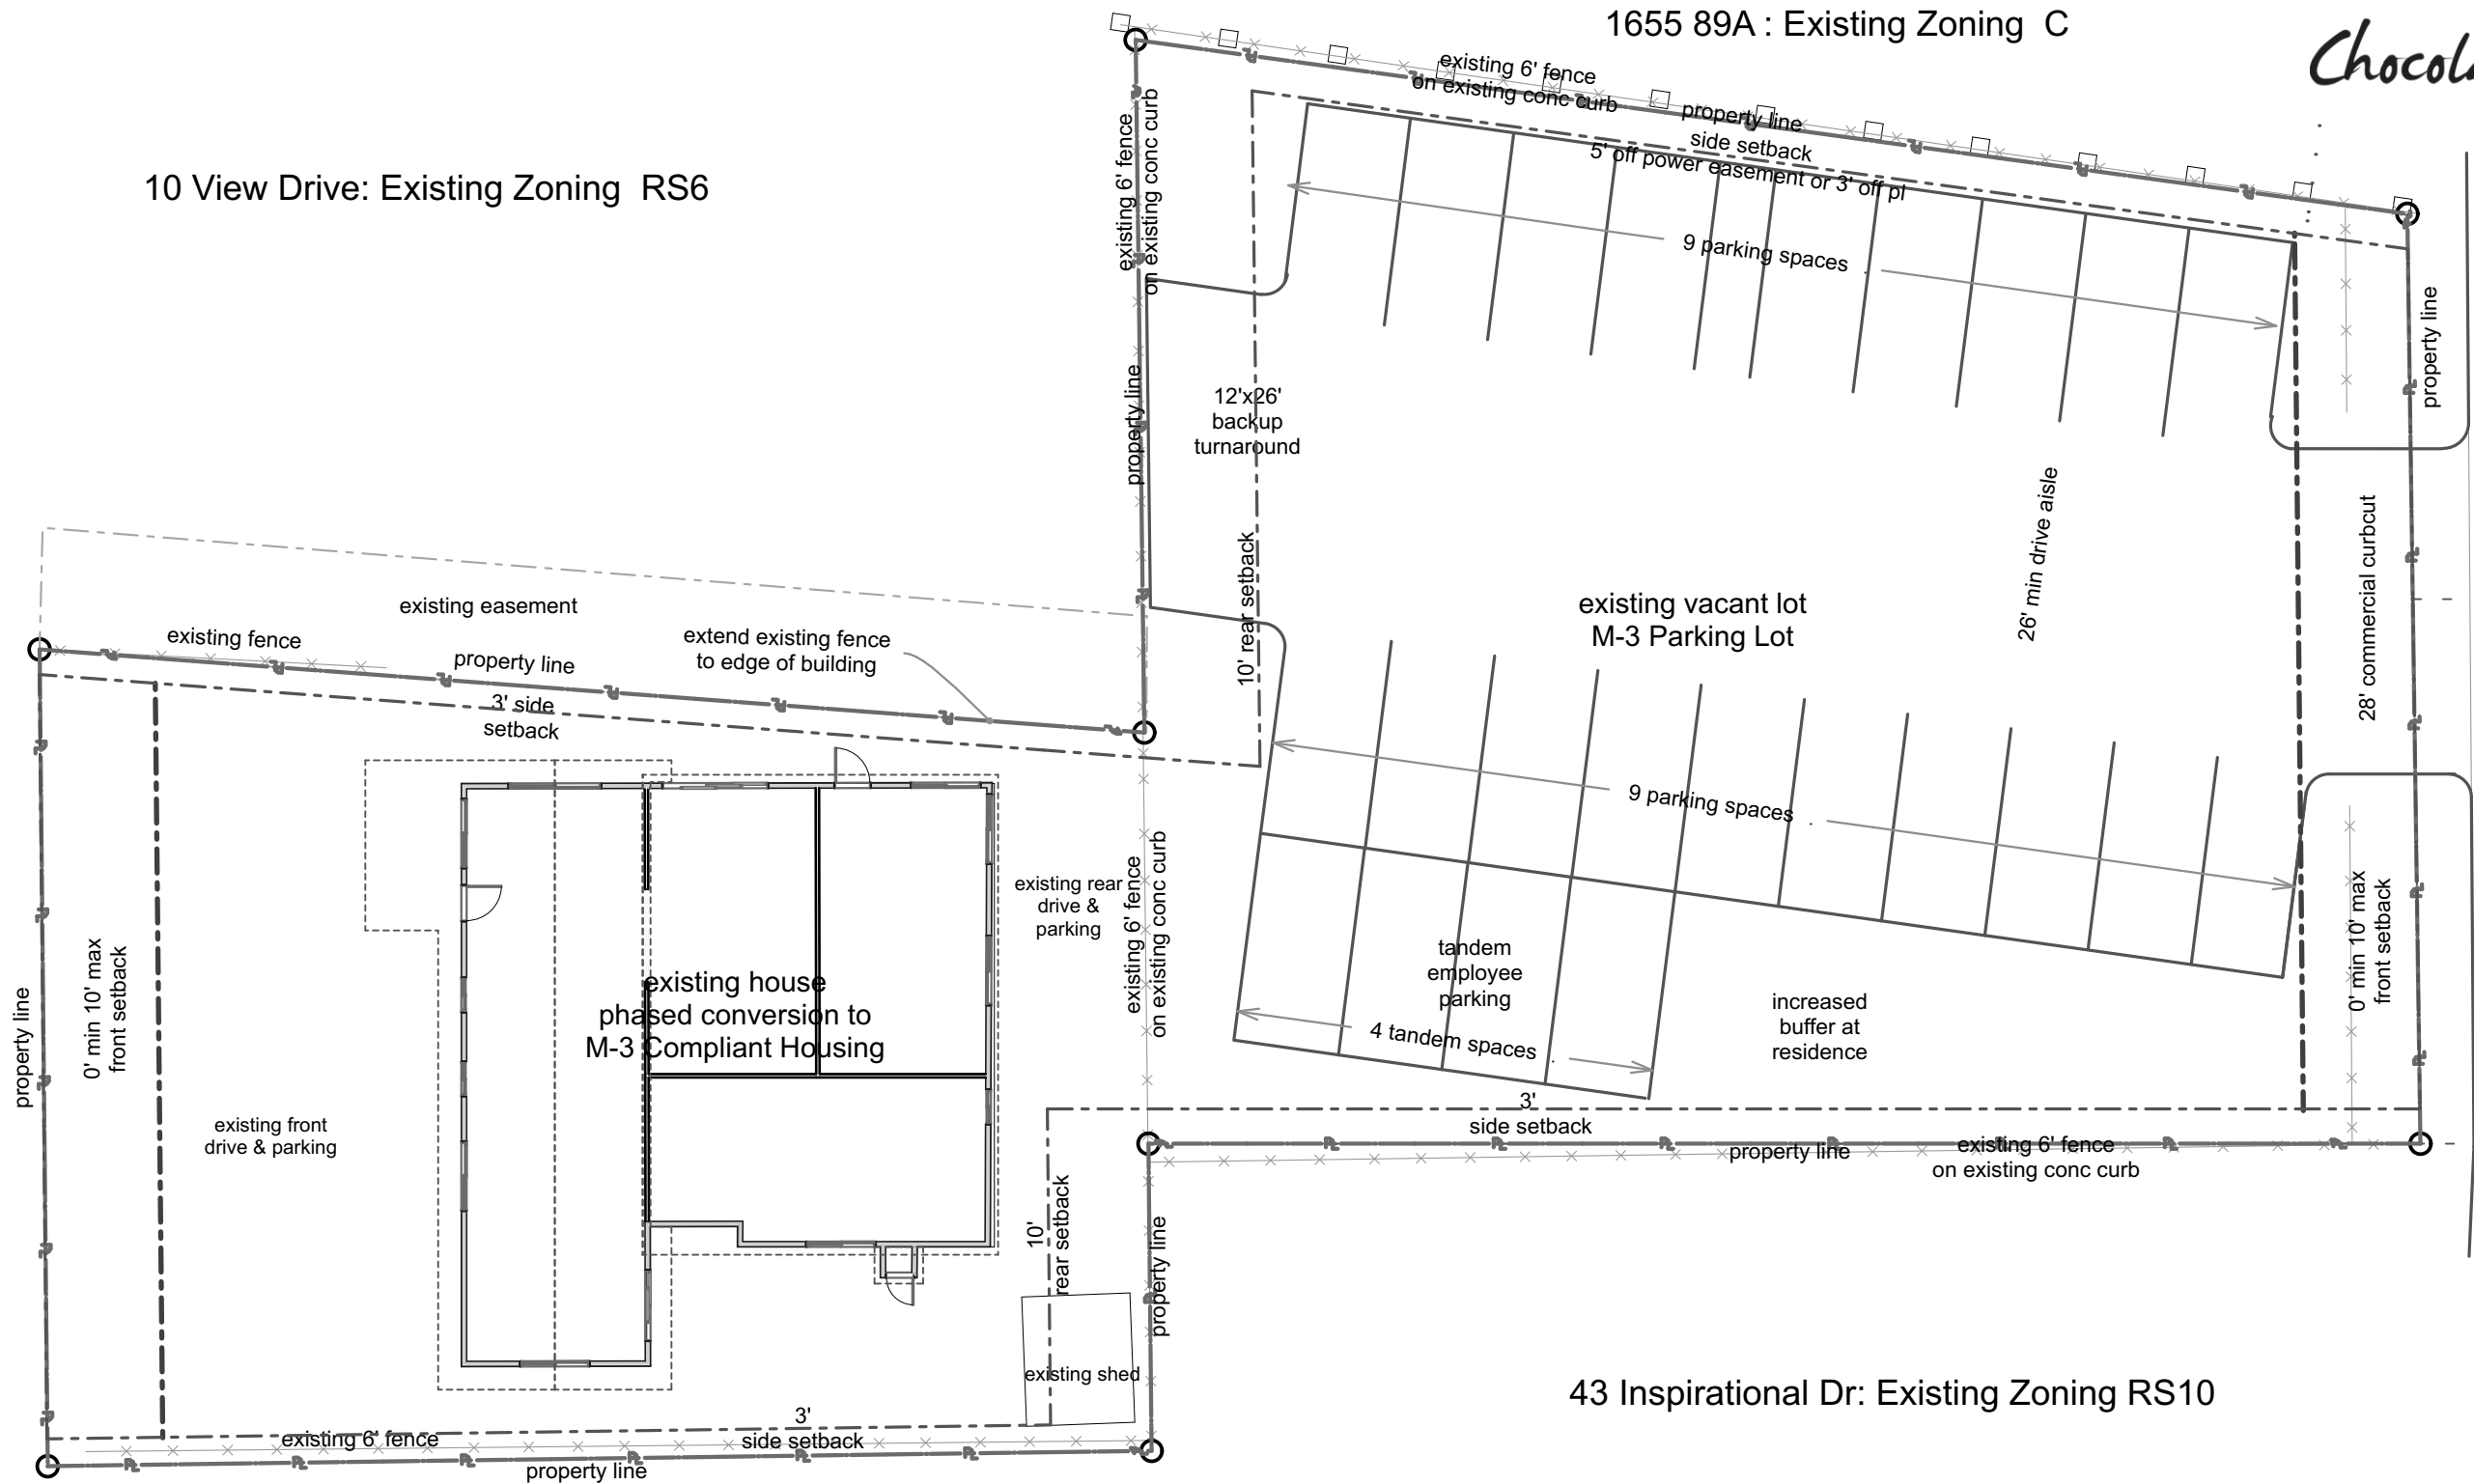 1655 89A : Existing Zoning  C
10 View Drive: Existing Zoning  RS6
existing 6' fence
on existing conc curb
property line
side setback
5' off power easement or 3' off pl
existing 6' fence
on existing conc curb
9 parking spaces
property line
property line
12'x26'
backup
turnaround
26' min drive aisle
28' commercial curbcut
10' rear setback
existing vacant lot
M-3 Parking Lot
existing easement
existing fence
property line
extend existing fence
to edge of building
3' side
setback
9 parking spaces
existing rear
drive &
parking
existing 6' fence
on existing conc curb
0' min 10' max
front setback
tandem
employee
parking
4 tandem spaces
increased
buffer at
residence
existing house
phased conversion to
M-3 Compliant Housing
property line
0' min 10' max
front setback
existing front
drive & parking
3'
side setback
property line
existing 6' fence
on existing conc curb
10'
rear setback
property line
existing shed
43 Inspirational Dr: Existing Zoning RS10
3'
existing 6' fence
side setback
property line